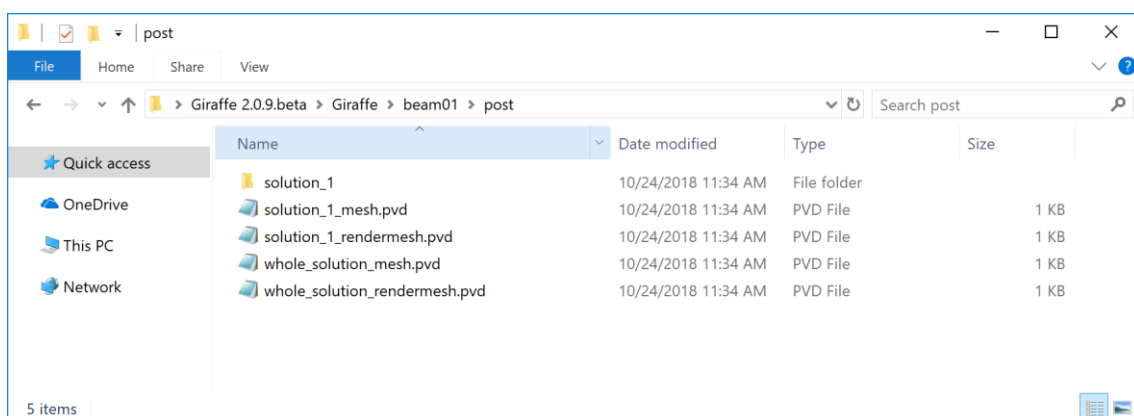 post
File Home Share View
Giraffe 2.0.9.beta > Giraffe > beam01 > post Search post
Name Date modified Type Size
Quick access
OneDrive
This PC
Network
solution_1 10/24/2018 11:34 AM File folder
solution_1_mesh.pvd 10/24/2018 11:34 AM PVD File 1 KB
solution_1_rendermesh.pvd 10/24/2018 11:34 AM PVD File 1 KB
whole_solution_mesh.pvd 10/24/2018 11:34 AM PVD File 1 KB
whole_solution_rendermesh.pvd 10/24/2018 11:34 AM PVD File 1 KB
5 items